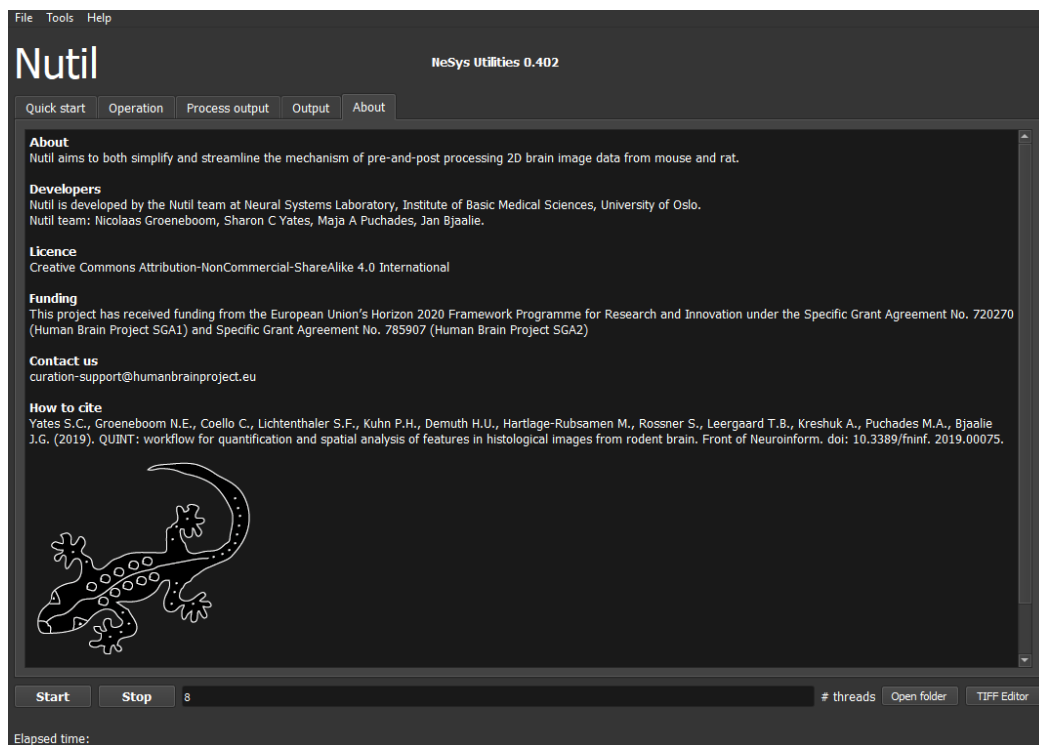 File Tools Help
Nutil
NeSys Utilities 0.402
Quick start Operation Process output Output About
About
Nutil aims to both simplify and streamline the mechanism of pre-and-post processing 2D brain image data from mouse and rat.
Developers
Nutil is developed by the Nutil team at Neural Systems Laboratory, Institute of Basic Medical Sciences, University of Oslo.
Nutil team: Nicolaas Groeneboom, Sharon C Yates, Maja A Puchades, Jan Bjaalie.
Licence
Creative Commons Attribution-NonCommercial-ShareAlike 4.0 International
Funding
This project has received funding from the European Union's Horizon 2020 Framework Programme for Research and Innovation under the Specific Grant Agreement No. 720270
(Human Brain Project SGA1) and Specific Grant Agreement No. 785907 (Human Brain Project SGA2)
Contact us
curation-support@humanbrainproject.eu
How to cite
Yates S.C., Groeneboom N.E., Coello C., Lichtenthaler S.F., Kuhn P.H., Demuth H.U., Hartlage-Rubsamen M., Rossner S., Leergaard T.B., Kreshuk A., Puchades M.A., Bjaalie
J.G. (2019). QUINT: workflow for quantification and spatial analysis of features in histological images from rodent brain. Front of Neuroinform. doi: 10.3389/fninf. 2019.00075.
Start Stop 8 # threads Open folder TIFF Editor
Elapsed time: